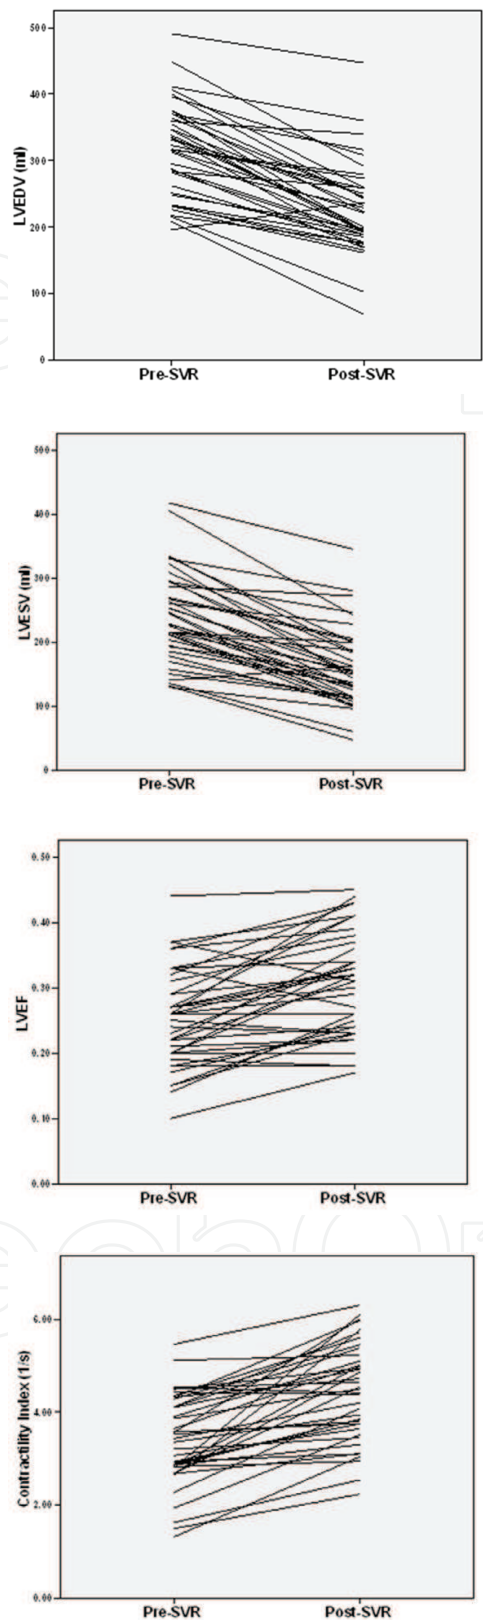 500
400
300
200
100
0
LVEDV (ml)
Pre-SVR Post-SVR
500
400
300
200
100
0
LVESV (ml)
Pre-SVR Post-SVR
0.50
0.40
0.30
0.20
0.10
0.00
LVEF
Pre-SVR Post-SVR
6.00
4.00
2.00
0.00
Contractility Index (1/s)
Pre-SVR Post-SVR